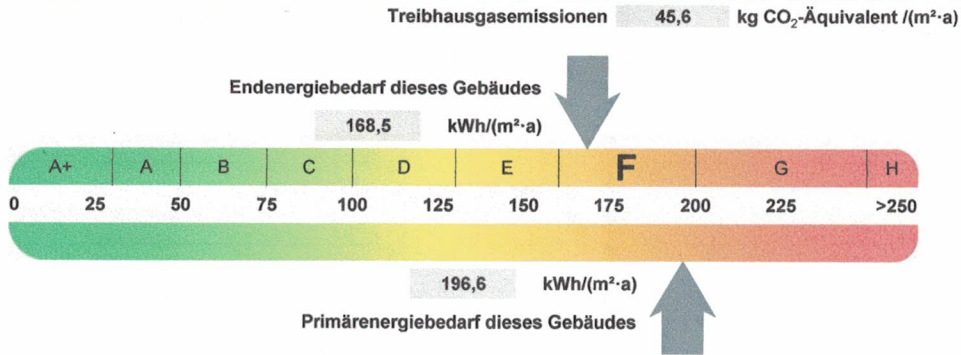 Treibhausgasemissionen 45,6 kg CO₂-Äquivalent /(m²·a)
Endenergiebedarf dieses Gebäudes
168,5 kWh/(m²·a)
A+ A B C D E F G H
0 25 50 75 100 125 150 175 200 225 >250
196,6 kWh/(m²·a)
Primärenergiebedarf dieses Gebäudes